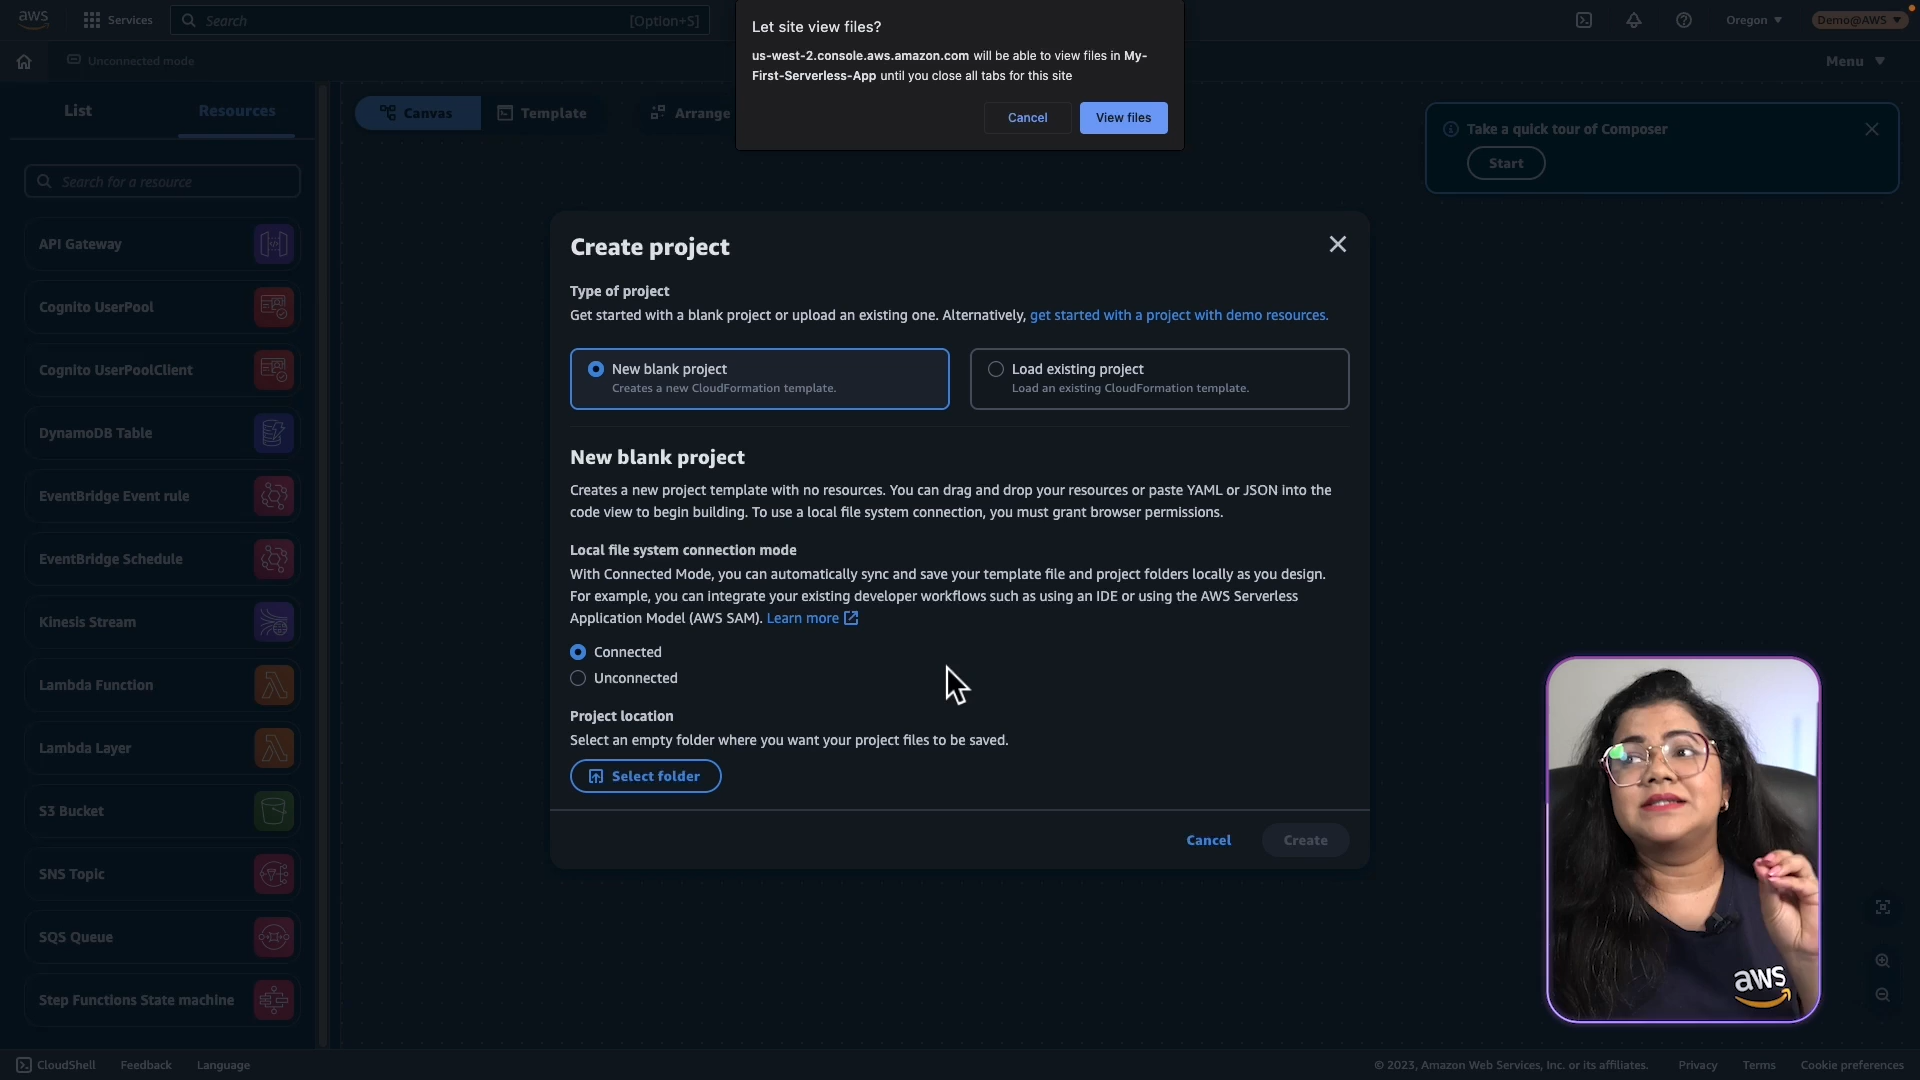 aws
Services
Search
[Option+S]
Oregon
Demo@AWS
Let site view files?
us-west-2.console.aws.amazon.com will be able to view files in My-
First-Serverless-App until you close all tabs for this site
Cancel
View files
Unconnected mode
Menu
List
Resources
Canvas
Template
Arrange
Take a quick tour of Composer
Start
Search for a resource
API Gateway
Cognito UserPool
Cognito UserPoolClient
DynamoDB Table
EventBridge Event rule
EventBridge Schedule
Kinesis Stream
Lambda Function
Lambda Layer
S3 Bucket
SNS Topic
SQS Queue
Step Functions State machine
Create project
Type of project
Get started with a blank project or upload an existing one. Alternatively, get started with a project with demo resources.
New blank project
Creates a new CloudFormation template.
Load existing project
Load an existing CloudFormation template.
New blank project
Creates a new project template with no resources. You can drag and drop your resources or paste YAML or JSON into the
code view to begin building. To use a local file system connection, you must grant browser permissions.
Local file system connection mode
With Connected Mode, you can automatically sync and save your template file and project folders locally as you design.
For example, you can integrate your existing developer workflows such as using an IDE or using the AWS Serverless
Application Model (AWS SAM). Learn more
Connected
Unconnected
Project location
Select an empty folder where you want your project files to be saved.
Select folder
Cancel
Create
aws
CloudShell
Feedback
Language
© 2023, Amazon Web Services, Inc. or its affiliates.
Privacy
Terms
Cookie preferences